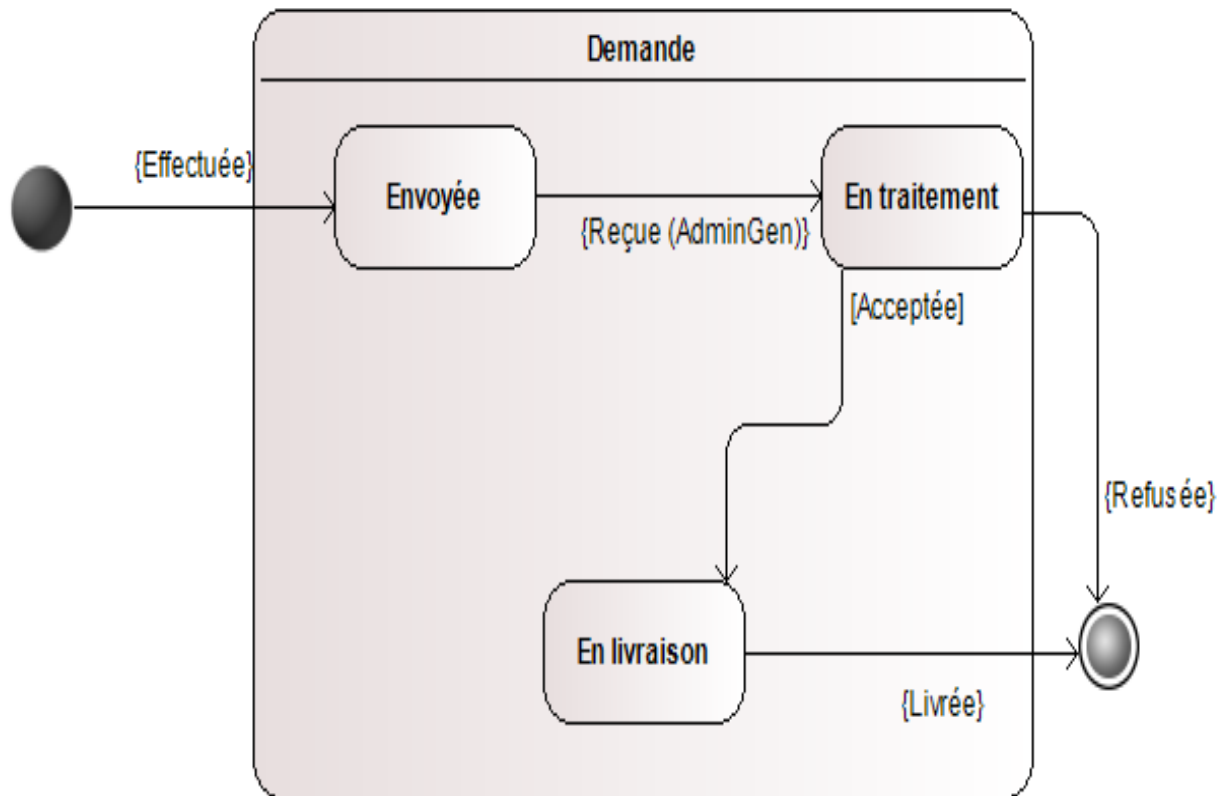 Demande
{Effectuée}
Envoyée
{Reçue (AdminGen)}
En traitement
[Acceptée]
{Refusée}
En livraison
{Livrée}